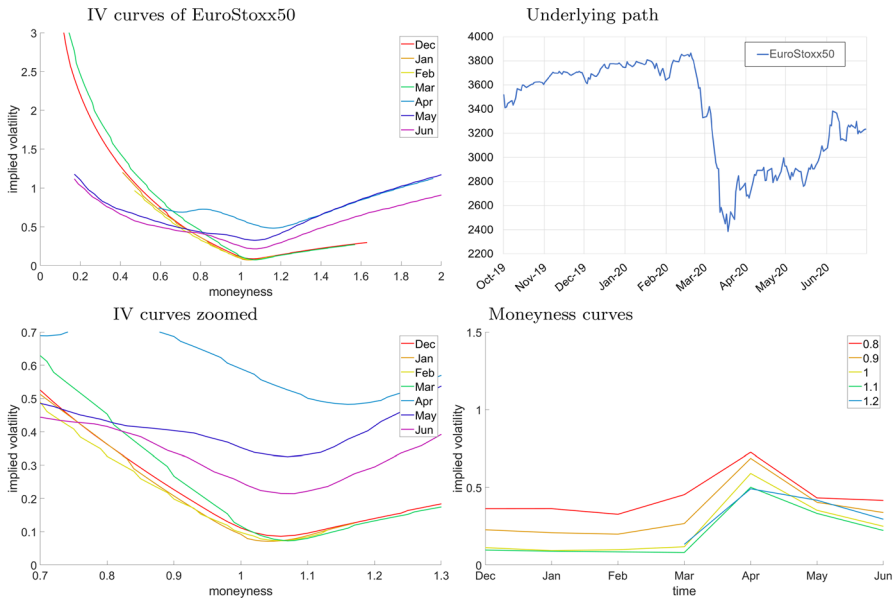 IV curves of EuroStoxx50
3
2.5
2
1.5
1
0.5
0
0 0.2 0.4 0.6 0.8 1 1.2 1.4 1.6 1.8 2
implied volatility
moneyness
Dec
Jan
Feb
Mar
Apr
May
Jun
Underlying path
4000
3800
3600
3400
3200
3000
2800
2600
2400
2200
Oct-19 Nov-19 Dec-19 Jan-20 Feb-20 Mar-20 Apr-20 May-20 Jun-20
EuroStoxx50
IV curves zoomed
0.7
0.6
0.5
0.4
0.3
0.2
0.1
0
0.7 0.8 0.9 1 1.1 1.2 1.3
implied volatility
moneyness
Dec
Jan
Feb
Mar
Apr
May
Jun
Moneyness curves
1.5
1
0.5
0
Dec Jan Feb Mar Apr May Jun
implied volatility
time
0.8
0.9
1
1.1
1.2